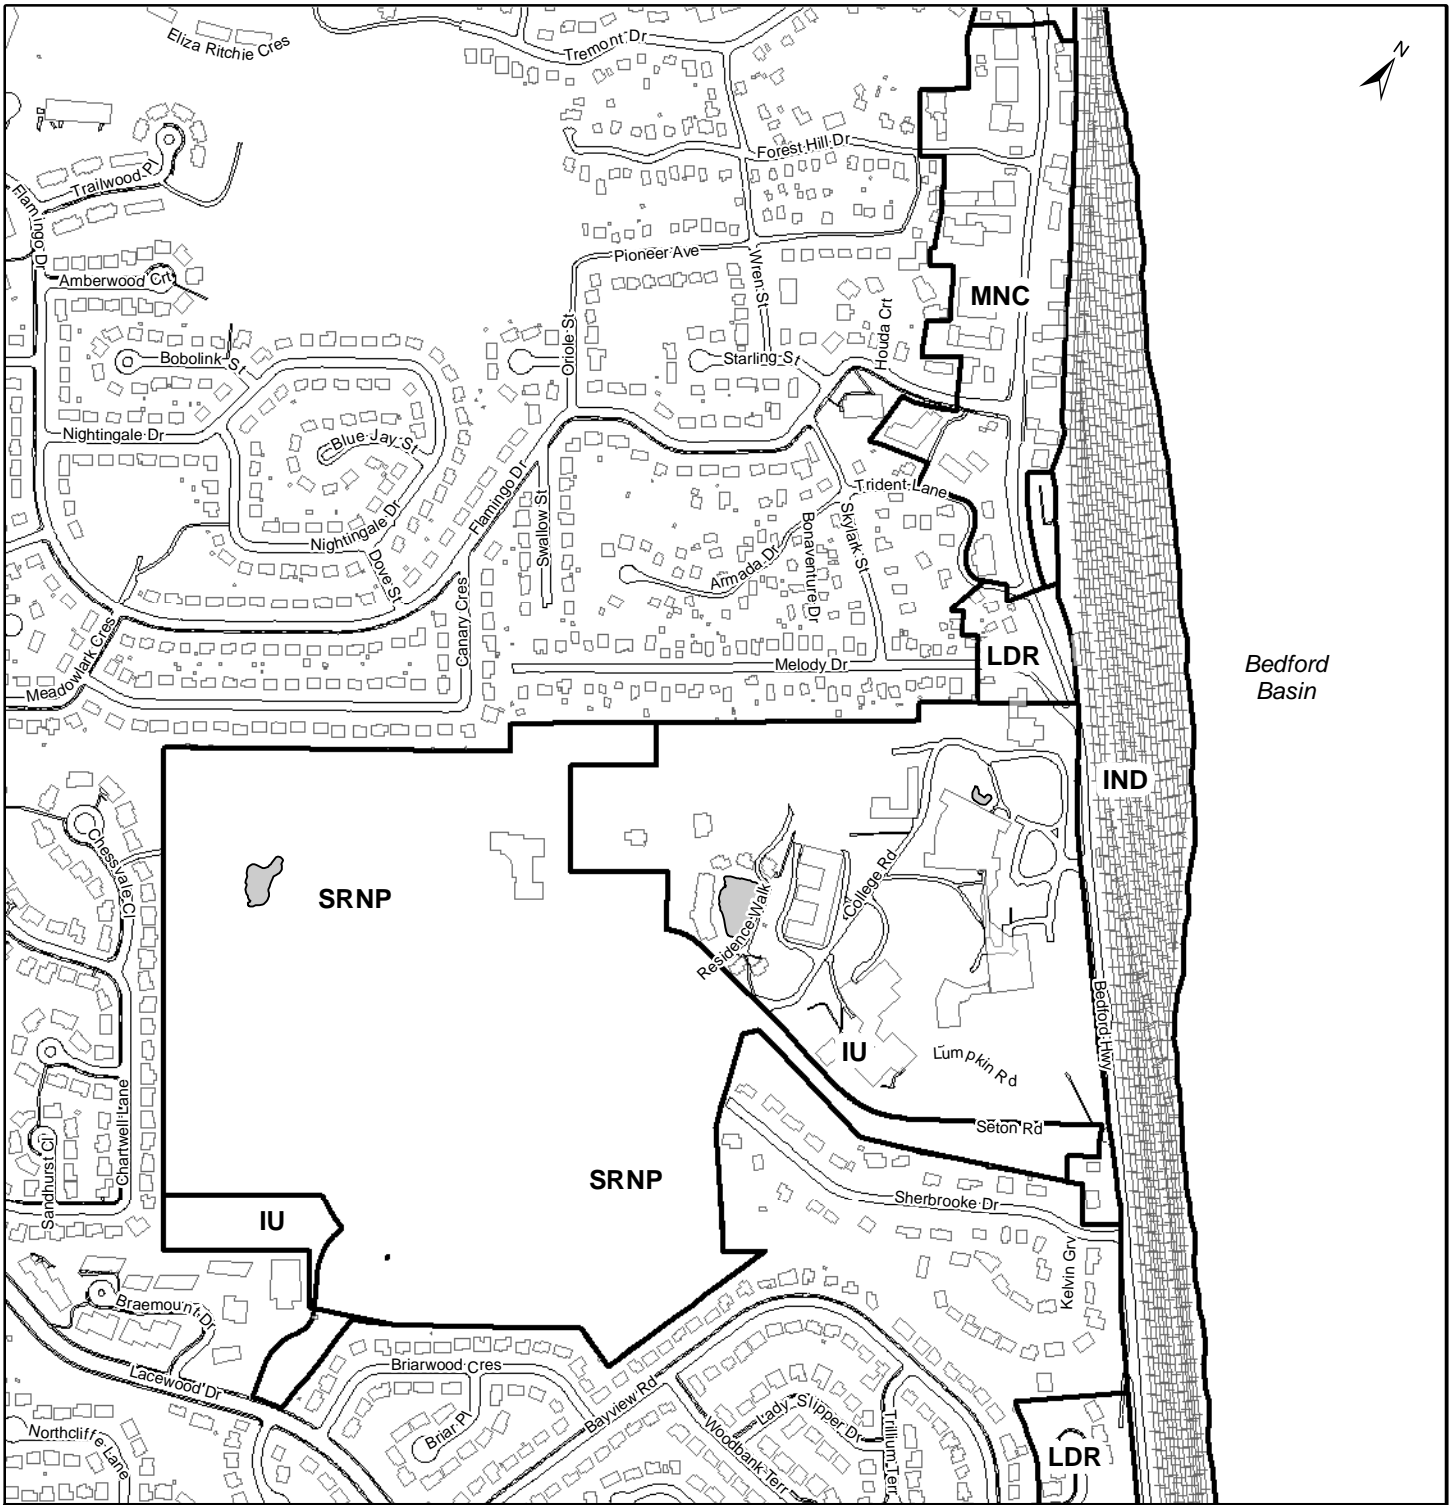 Eliza Ritchie Cres
Tremont Dr
N
Forest Hill Dr
Trailwood Pl
Flamingo Dr
Pioneer Ave
Wren St
Amberwood Crt
MNC
Houda Crt
Oriole St
Bobolink St
Starling St
Nightingale Dr
Blue Jay St
Flamingo Dr
Trident Lane
Swallow St
Skylark St
Bonaventure Dr
Nightingale Dr
Armada Dr
Dove St
Canary Cres
Meadowlark Cres
LDR
Melody Dr
Bedford
Basin
IND
Chessvale Cl
College Rd
SRNP
Residence Walk
Bedford Hwy
IU
Lumpkin Rd
Chartwell Lane
Sandhurst Cl
Seton Rd
SRNP
Sherbrooke Dr
IU
Kelvin Grv
Braemount Dr
Briarwood Cres
Lacewood Dr
Bayview Rd
Briar Pl
Lady Slipper Dr
Woodbank Terr
Trillium Terr
Northcliffe Lane
LDR